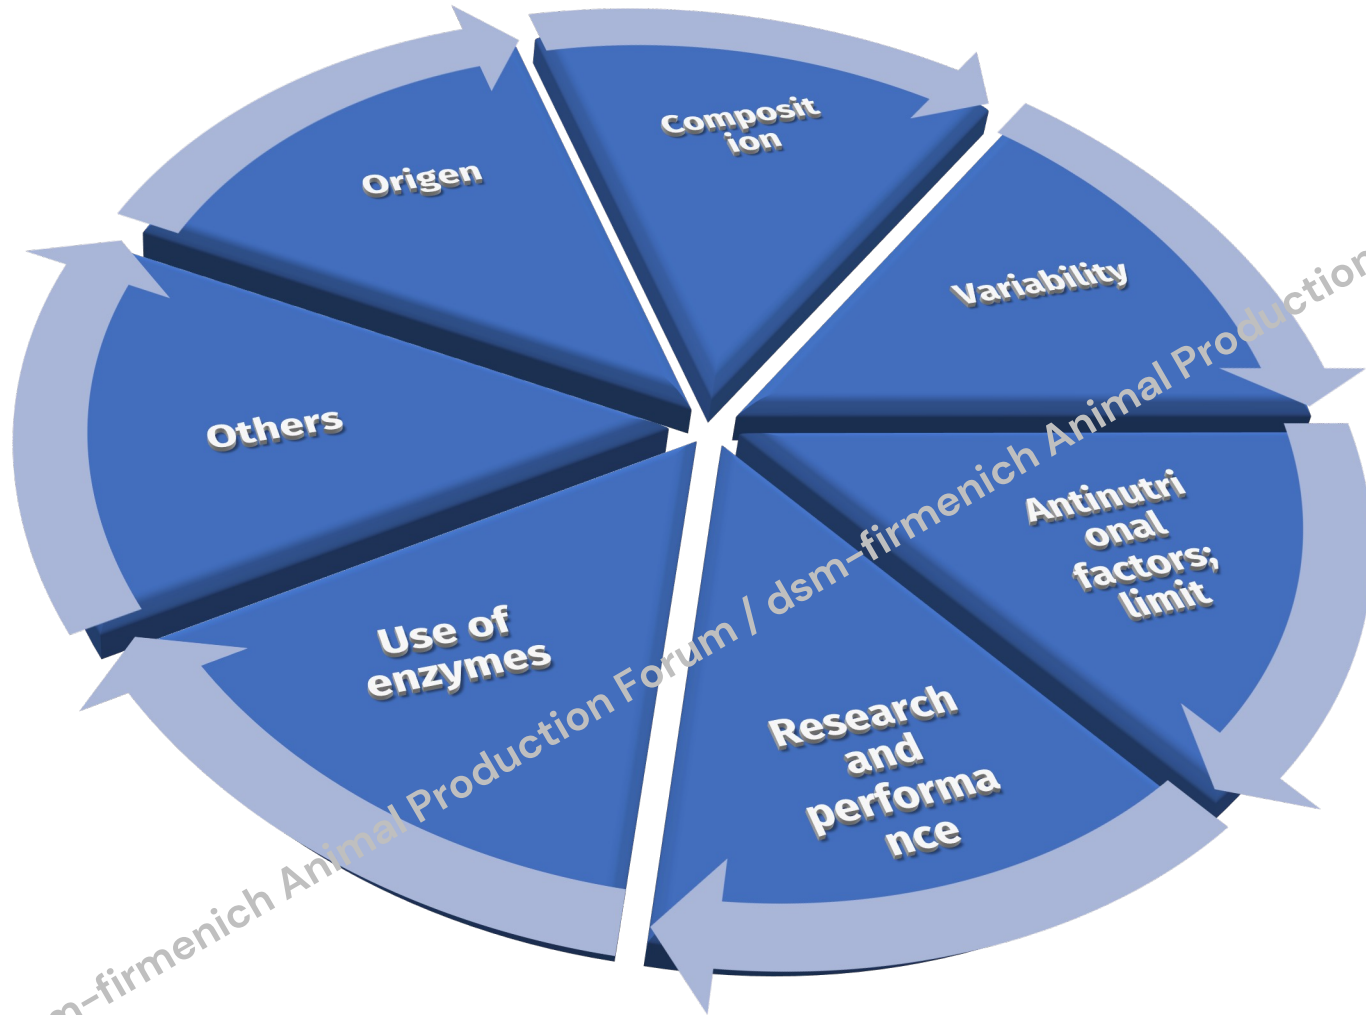 Composit
ion
Origen
Variability
Others
Antinutri
onal
factors;
limit
Use of
enzymes
Research
and
performa
nce
m-firmenich Animal Production Forum / dsm-firmenich Animal Production